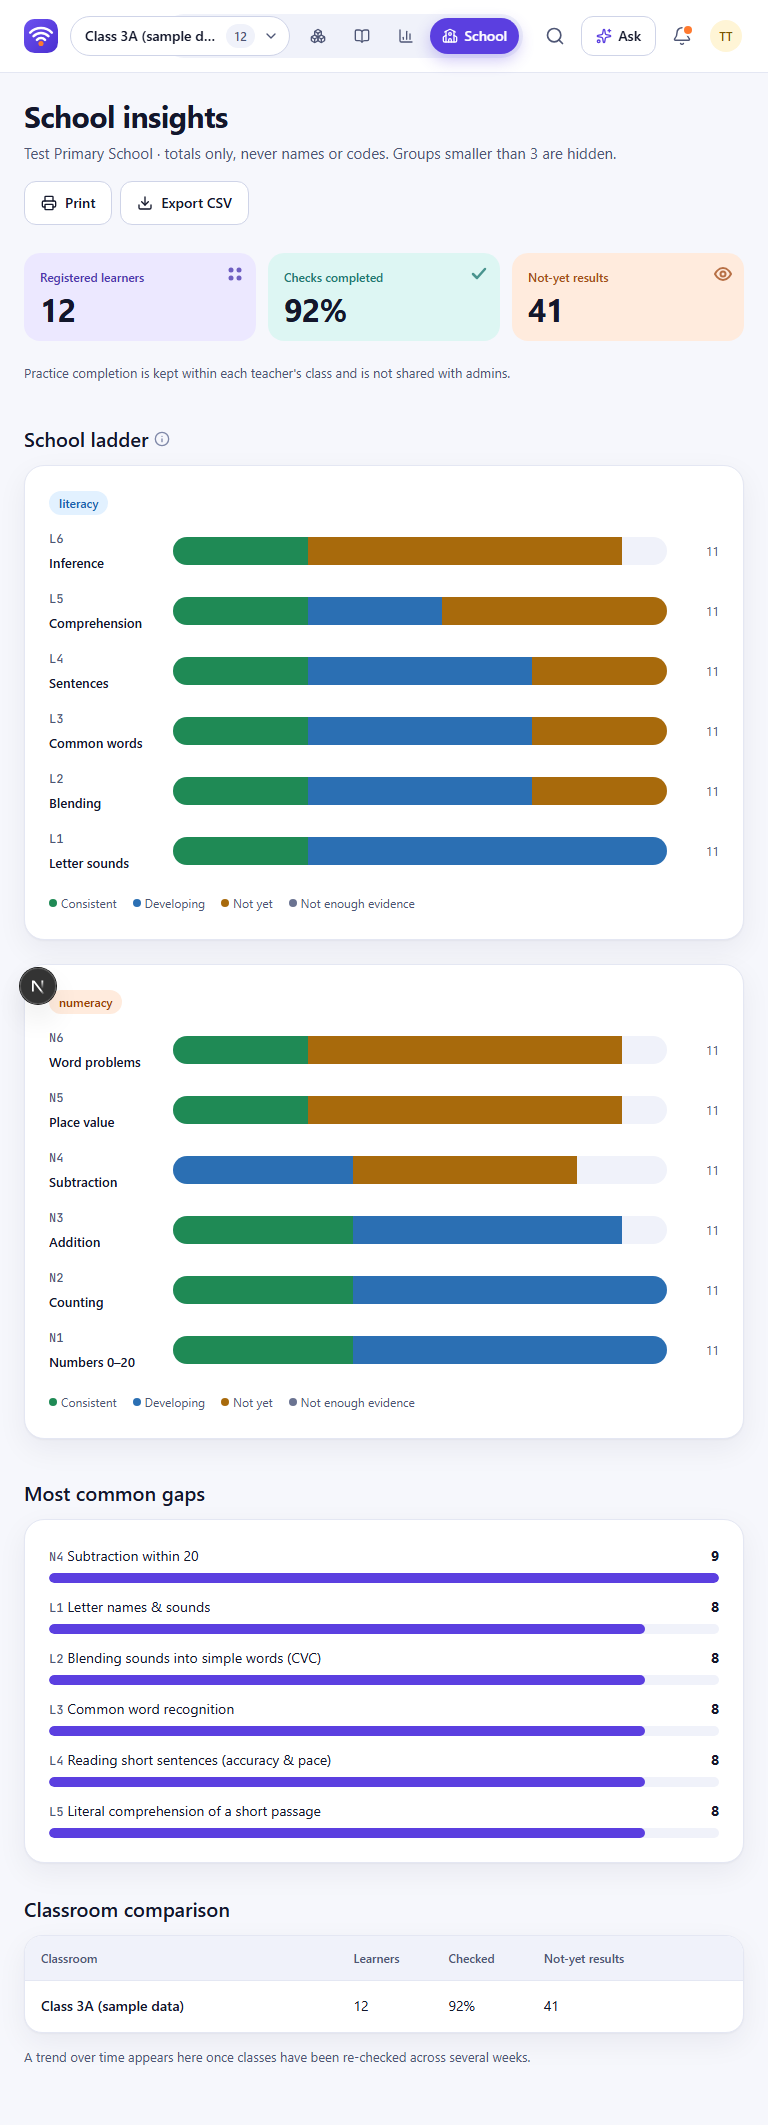 Class 3A (sample d... 12 School Ask TT
School insights
Test Primary School · totals only, never names or codes. Groups smaller than 3 are hidden.
Print Export CSV
Registered learners
12
Checks completed
92%
Not-yet results
41
Practice completion is kept within each teacher's class and is not shared with admins.
School ladder
literacy
L6
Inference 11
L5
Comprehension 11
L4
Sentences 11
L3
Common words 11
L2
Blending 11
L1
Letter sounds 11
Consistent Developing Not yet Not enough evidence
N
numeracy
N6
Word problems 11
N5
Place value 11
N4
Subtraction 11
N3
Addition 11
N2
Counting 11
N1
Numbers 0–20 11
Consistent Developing Not yet Not enough evidence
Most common gaps
N4 Subtraction within 20 9
L1 Letter names & sounds 8
L2 Blending sounds into simple words (CVC) 8
L3 Common word recognition 8
L4 Reading short sentences (accuracy & pace) 8
L5 Literal comprehension of a short passage 8
Classroom comparison
Classroom Learners Checked Not-yet results
Class 3A (sample data) 12 92% 41
A trend over time appears here once classes have been re-checked across several weeks.